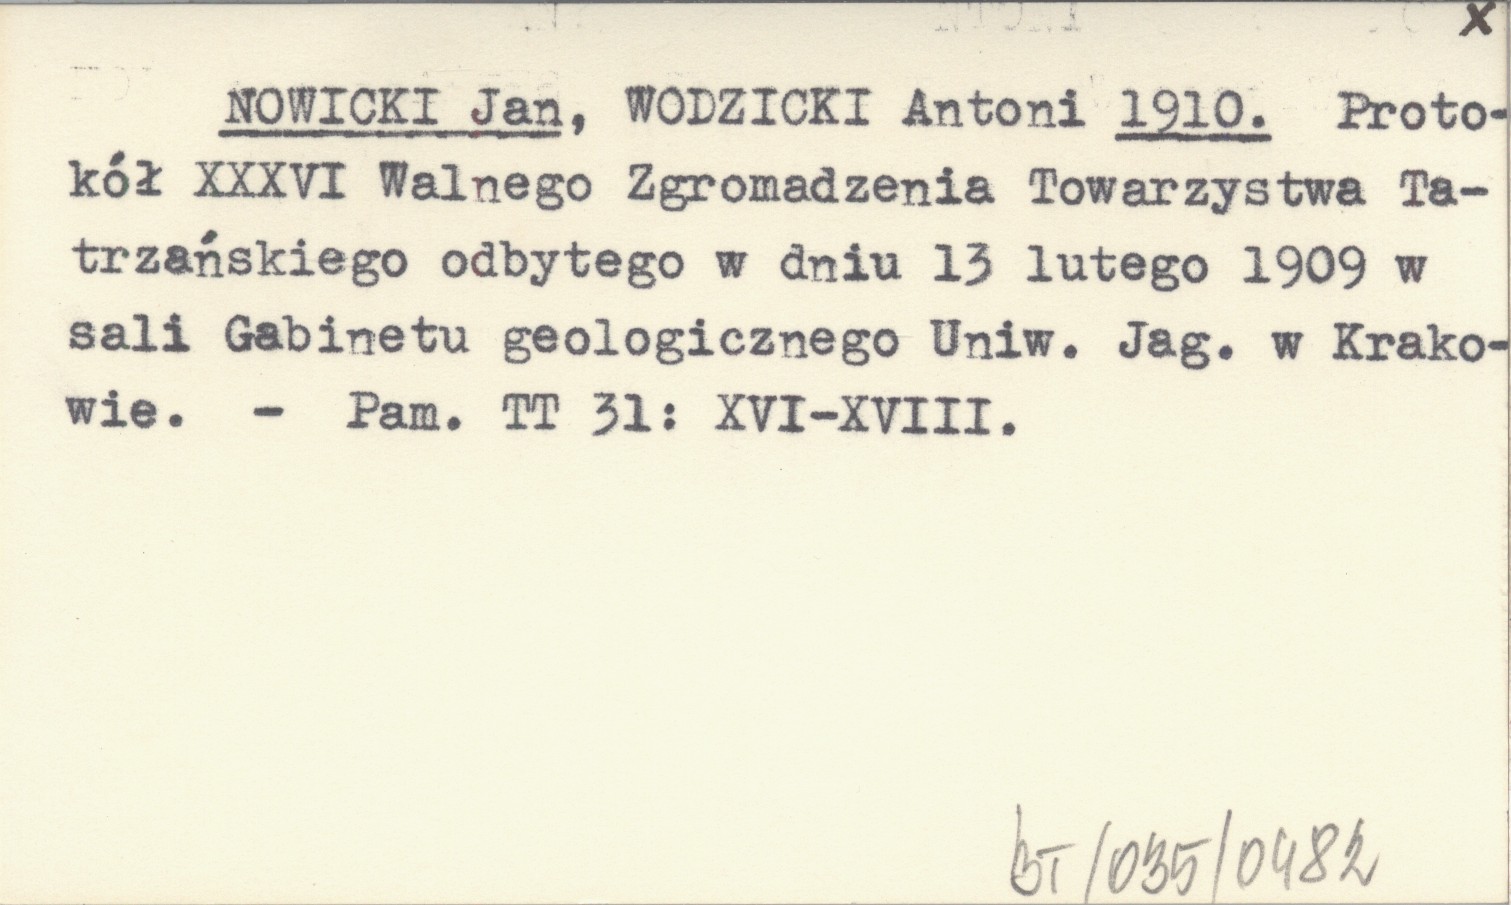 x
NOWICKI Jan, WODZICKI Antoni 1910. Proto-
kół XXXVI Walnego Zgromadzenia Towarzystwa Ta-
trzańskiego odbytego w dniu 13 lutego 1909 w
sali Gabinetu geologicznego Uniw. Jag. w Krako-
wie. - Pam. TT 31: XVI-XVIII.
BT/035/0482